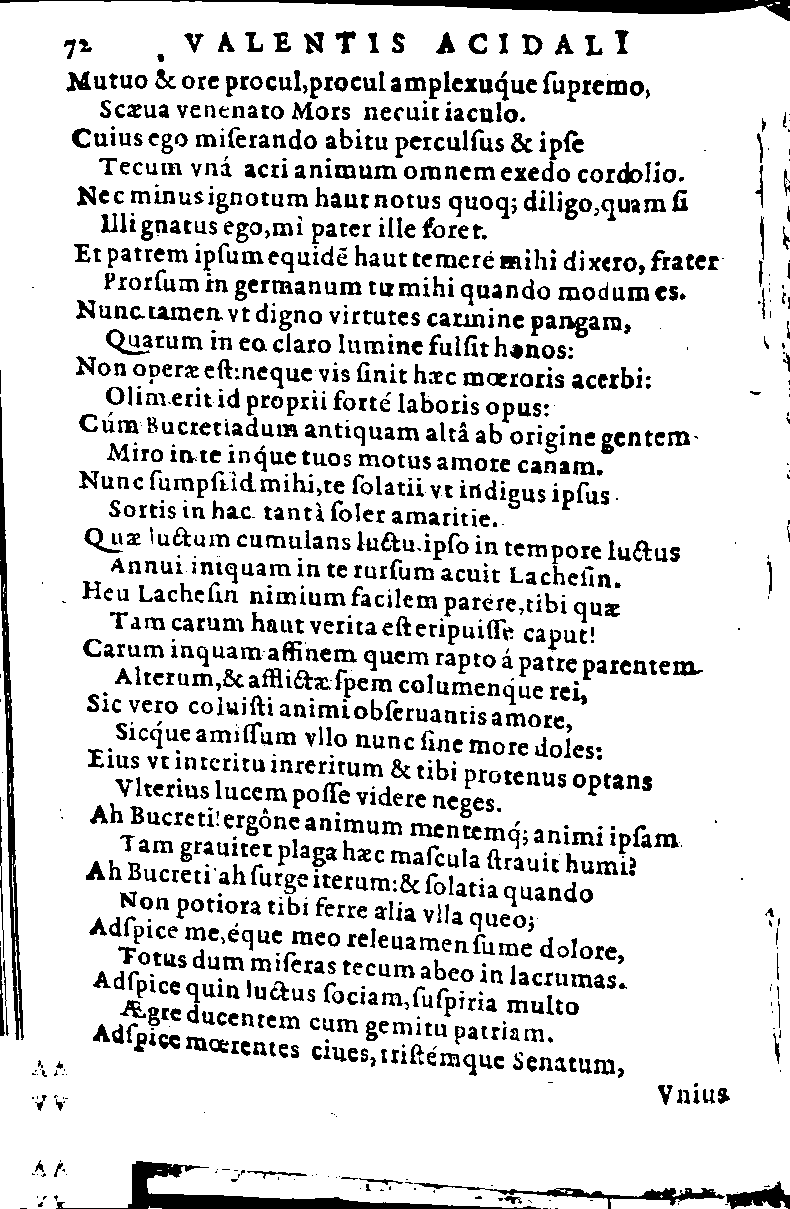 72 VALENTIS ACIDALI
Mutuo & ore procul, procul amplexuq́ue ſupremo,
Scæua venenato Mors necuit iaculo.
Cuius ego miſerando abitu perculſus & ipſe
Tecum vná acri animum omnem exedo cordolio.
Nec minus ignotum haut notus quoq; diligo, quam ſi
Illi gnatus ego, mì pater ille foret.
Et patrem ipſum equidẽ haut temerè mihi dixero, frater
Prorſum in germanum tu mihi quando modum es.
Nunc tamen vt digno virtutes carmine pangam,
Quarum in eo claro lumine fulſit honos:
Non operæ eſt: neque vis ſinit hæc mœroris acerbi:
Olim erit id proprii forté laboris opus:
Cúm Bucretiadum antiquam altâ ab origine gentem
Miro in te inq́ue tuos motus amore canam.
Nunc ſumpſi id mihi, te ſolatii vt indigus ipſus
Sortis in hac tantà ſoler amaritie.
Quæ luctum cumulans luctu ipſo in tempore luctus
Annui iniquam in te rurſum acuit Lacheſin.
Heu Lacheſin nimium facilem parére, tibi quæ
Tam carum haut verita eſt eripuiſſe caput!
Carum inquam affinem quem rapto á patre parentem
Alterum, & afflictæ ſpem columenq́ue rei,
Sic vero coluiſti animi obſeruantis amore,
Sicq́ue amiſſum vllo nunc ſine more doles:
Eius vt interitu interitum & tibi protenus optans
Vlterius lucem poſſe videre neges.
Ah Bucreti! ergône animum mentemq́; animi ipſam
Tam grauiter plaga hæc maſcula ſtrauit humi?
Ah Bucreti ah ſurge iterum: & ſolatia quando
Non potiora tibi ferre alia vlla queo;
Adſpice me, éque meo releuamen ſume dolore,
Totus dum miſeras tecum abeo in lacrumas.
Adſpice quin luctus ſociam, ſuſpiria multo
Ægre ducentem cum gemitu patriam.
Adſpice mœrentes ciues, triſtémque Senatum,
Vnius